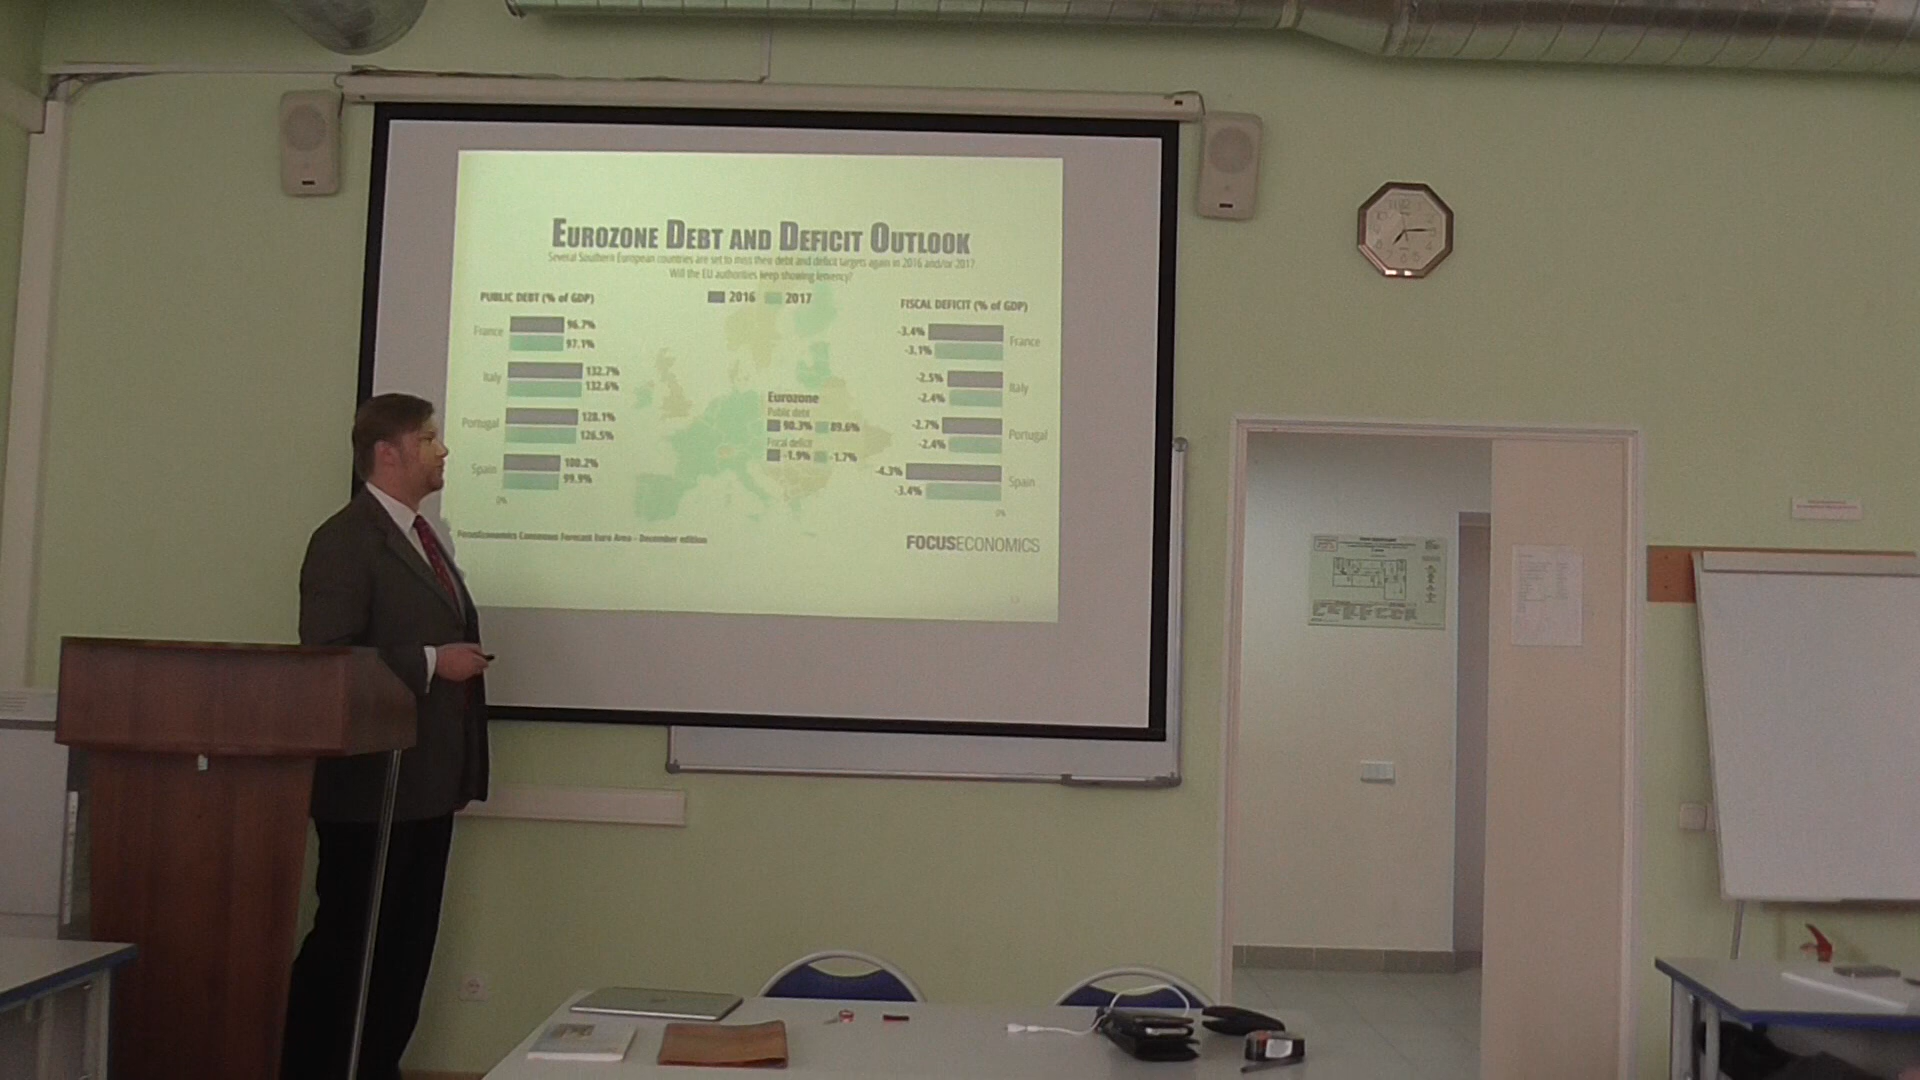 EUROZONE DEBT AND DEFICIT OUTLOOK
Several Southern European countries are set to miss their debt and deficit targets again in 2016 and/or 2017
Will the EU authorities keep showing leniency?
2016 2017
PUBLIC DEBT (% of GDP)
France 96.7%
97.1%
Italy 132.7%
132.6%
Portugal 128.1%
126.5%
Spain 100.2%
99.9%
0%
Eurozone
Public debt
90.3% 89.6%
Fiscal deficit
-1.9% -1.7%
FISCAL DEFICIT (% of GDP)
-3.4%
-3.1% France
-2.5%
-2.4% Italy
-2.7%
-2.4% Portugal
-4.3%
-3.4% Spain
0%
FocusEconomics Consensus Forecast Euro Area - December edition
FOCUSECONOMICS